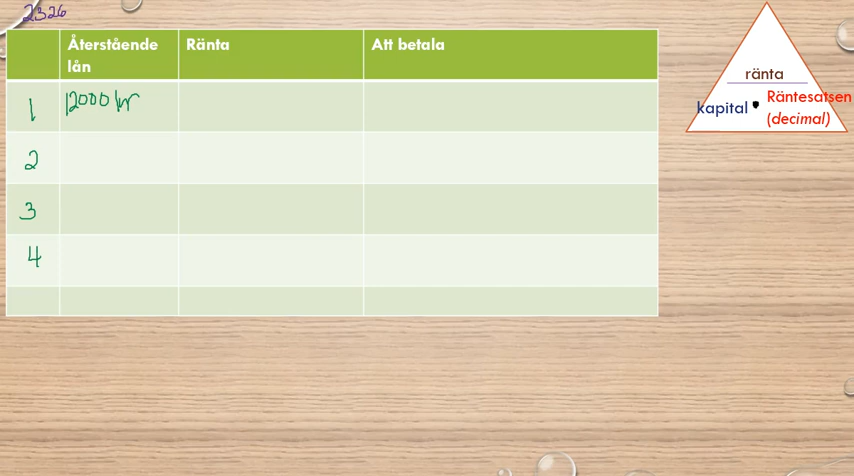 2326
Återstående lån
Ränta
Att betala
1
12000 kr
2
3
4
ränta
kapital • Räntesatsen (decimal)